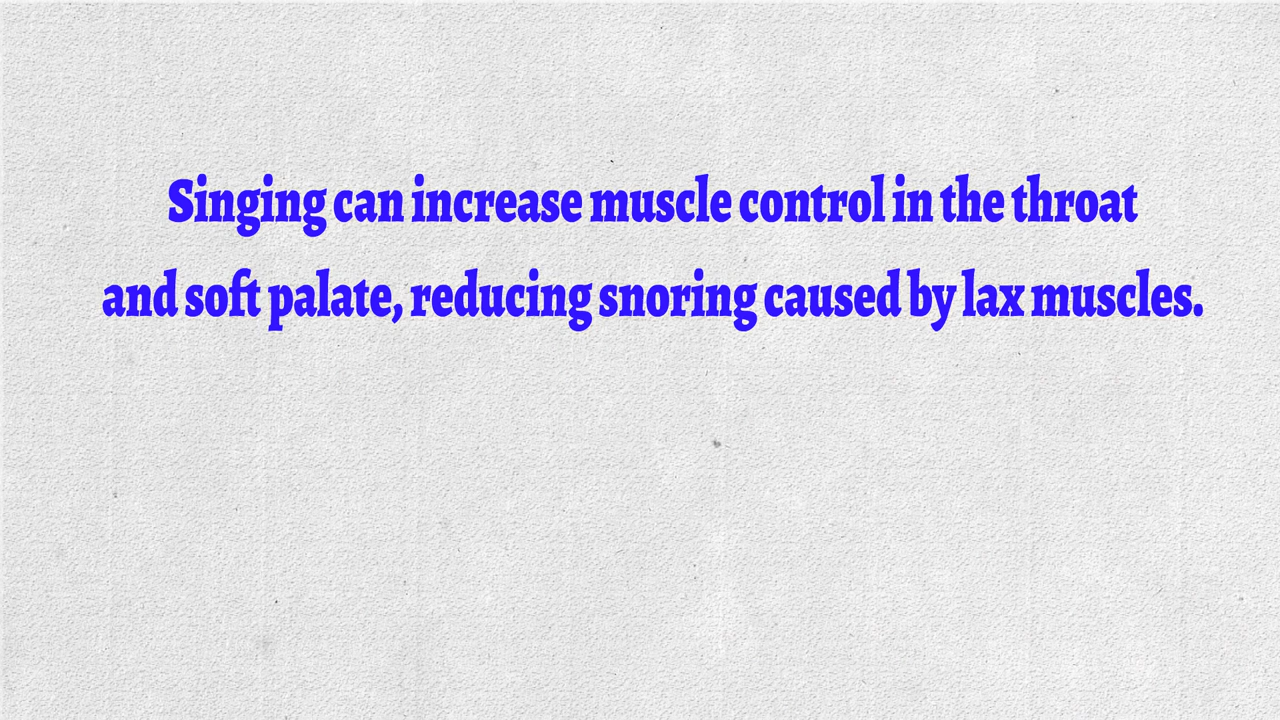 Singing can increase muscle control in the throat
and soft palate, reducing snoring caused by lax muscles.